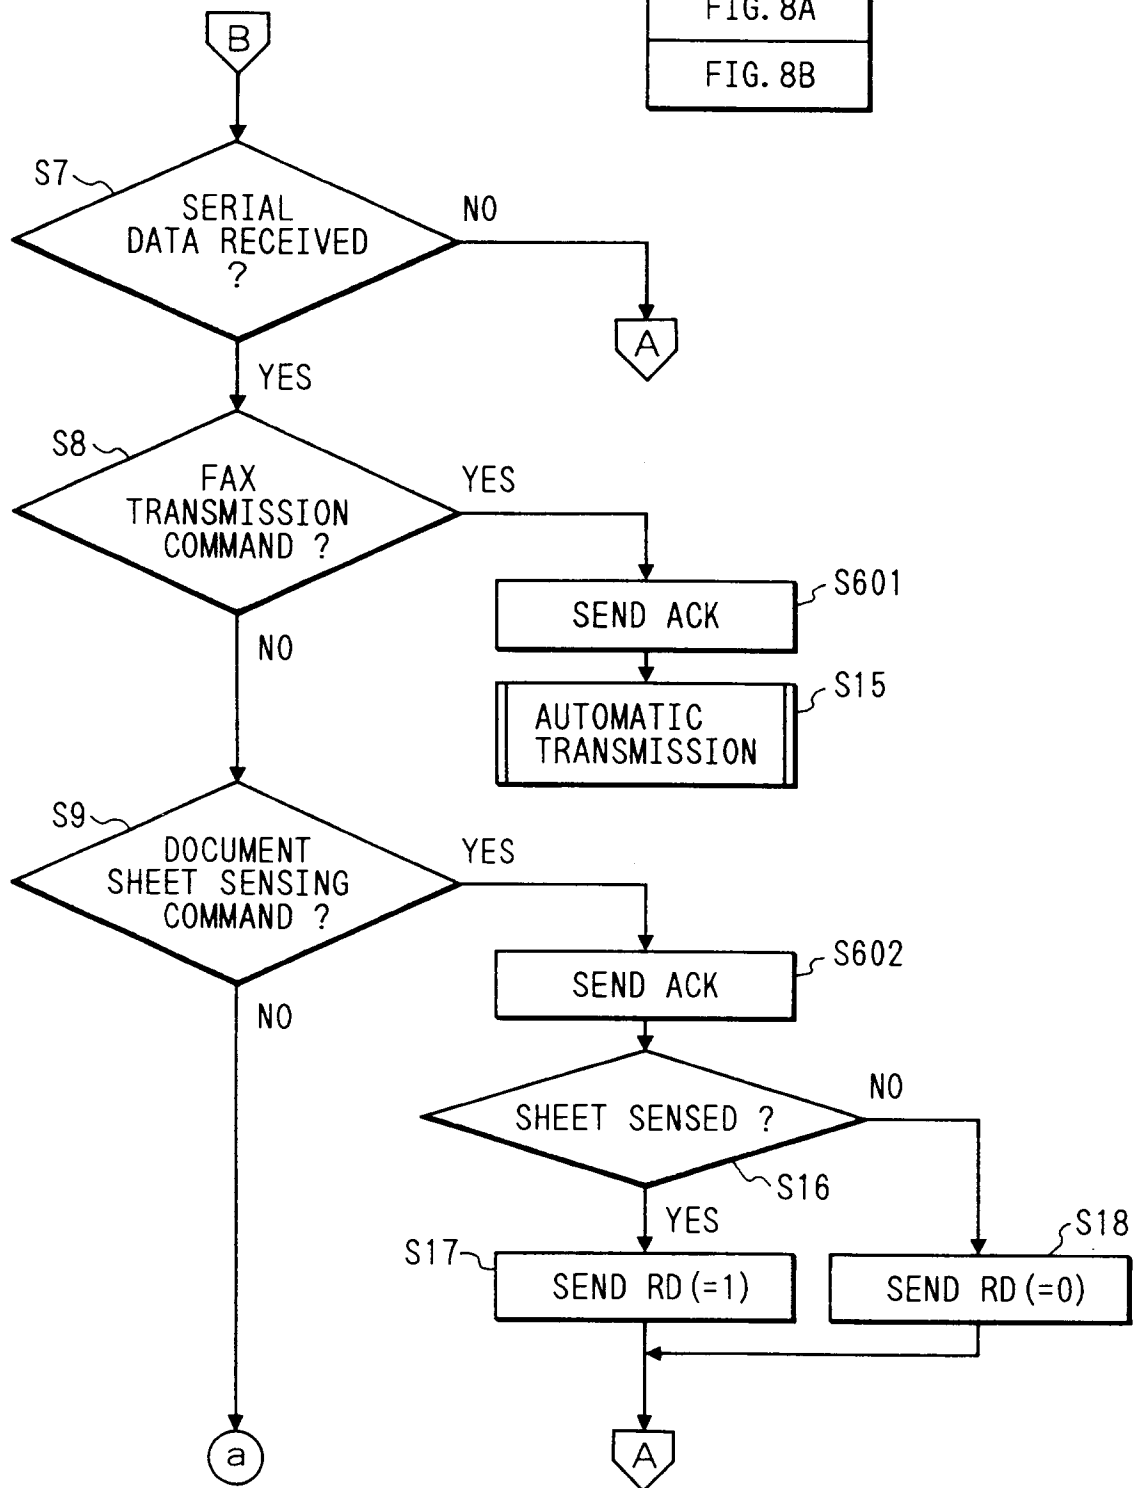 FIG. 8A
FIG. 8B
B
S7
SERIAL
DATA RECEIVED
?
NO
A
YES
S8
FAX
TRANSMISSION
COMMAND ?
YES
S601
SEND ACK
NO
S15
AUTOMATIC
TRANSMISSION
S9
DOCUMENT
SHEET SENSING
COMMAND ?
YES
S602
SEND ACK
NO
SHEET SENSED ?
NO
S16
YES
S17
SEND RD (=1)
S18
SEND RD (=0)
a
A